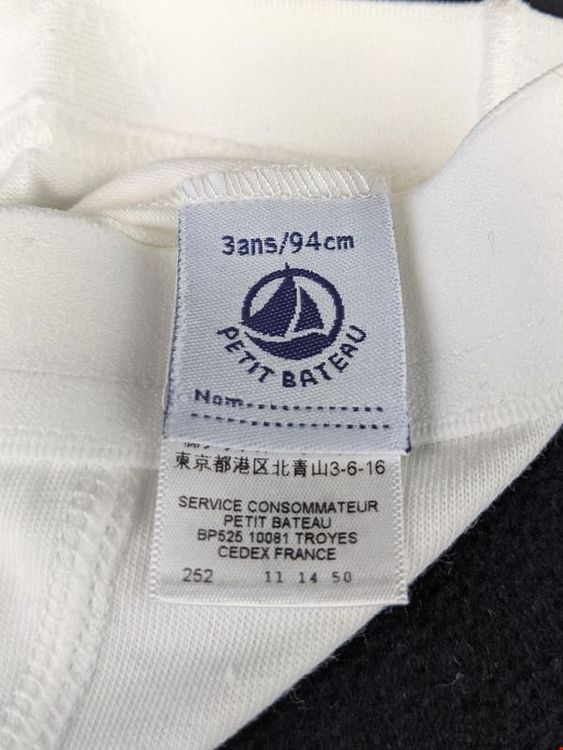 3ans/94cm
PETIT BATEAU
Nom
東京都港区北青山3-6-16
SERVICE CONSOMMATEUR
PETIT BATEAU
BP525 10081 TROYES
CEDEX FRANCE
252 11 14 50